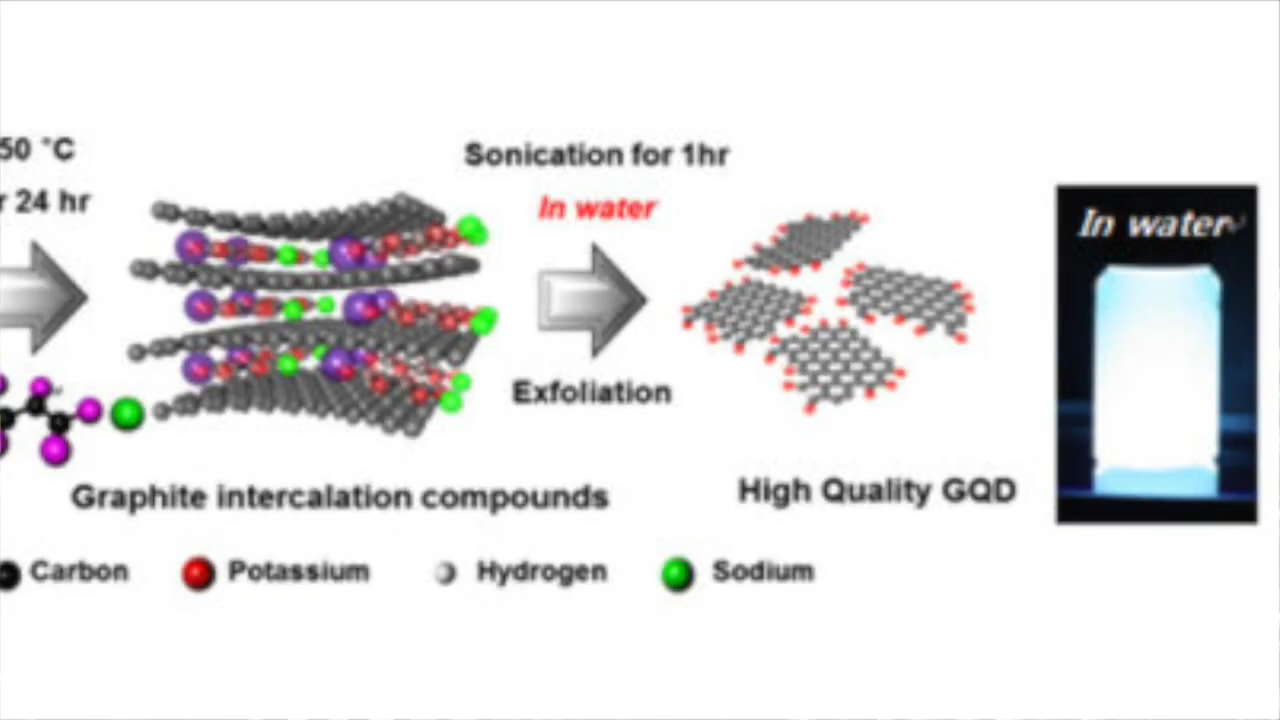 50 °C
r 24 hr
Sonication for 1hr
In water
Exfoliation
In water
Graphite intercalation compounds
High Quality GQD
Carbon
Potassium
Hydrogen
Sodium